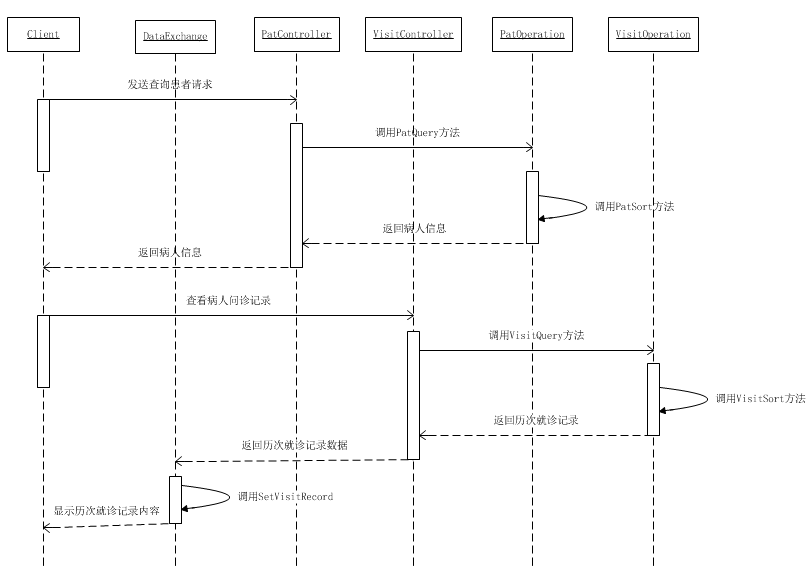 Client
DataExchange
PatController
VisitController
PatOperation
VisitOperation
发送查询患者请求
调用PatQuery方法
调用PatSort方法
返回病人信息
返回病人信息
查看病人问诊记录
调用VisitQuery方法
调用VisitSort方法
返回历次就诊记录
返回历次就诊记录数据
调用SetVisitRecord
显示历次就诊记录内容